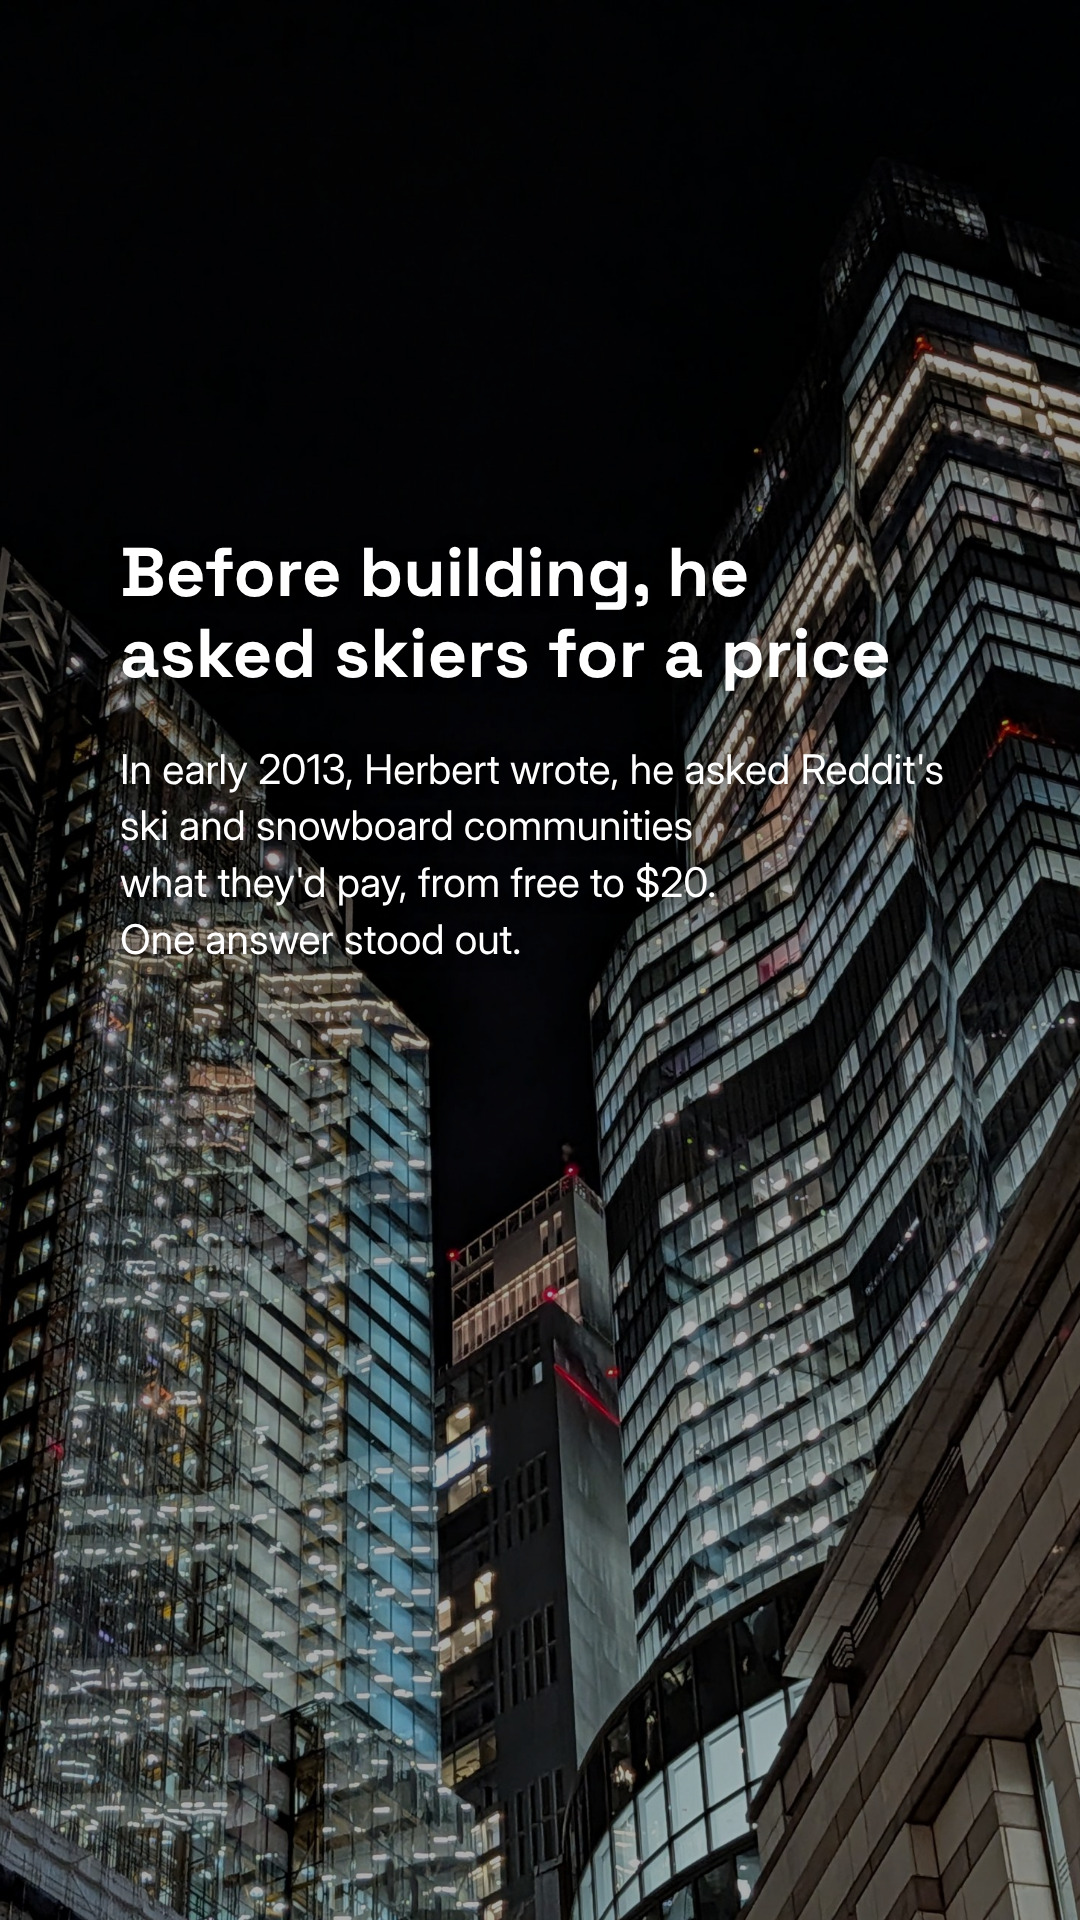 Before building, he
asked skiers for a price
In early 2013, Herbert wrote, he asked Reddit's
ski and snowboard communities
what they'd pay, from free to $20.
One answer stood out.